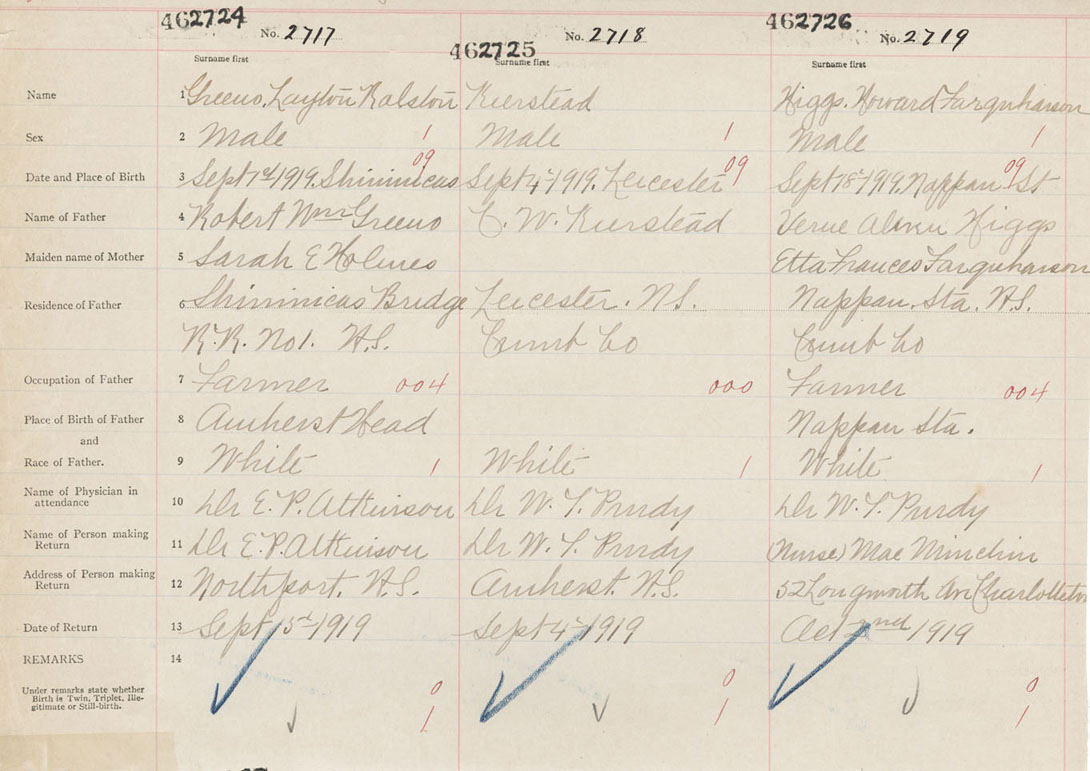 462724 462725 462726
No. 2717 No. 2718 No. 2719
Surname first Surname first Surname first
Name 1 Greeno. Layton Ralston Kierstead Higgs. Howard Farquharson
Sex 2 Male 1 Male 1 Male 1
09 09 09
Date and Place of Birth 3 Sept 7th 1919. Shinimicas Sept 4th 1919. Leicester Sept 18th 1919. Nappan St
Name of Father 4 Robert Wm Greeno C. W. Kierstead Verne Higgs
Maiden name of Mother 5 Sarah E Holmes Etta Frances Farquharson
Residence of Father 6 Shinimicas Bridge Leicester. N.S. Nappan. Sta. N.S.
R.R. No 1. N.S. Cumb Co Cumb Co
Occupation of Father 7 Farmer 004 000 Farmer 004
Place of Birth of Father 8 Amherst Head Nappan Sta.
and
Race of Father. 9 White 1 White 1 White 1
Name of Physician in
attendance 10 Dr E. P. Atkinson Dr W. T. Purdy Dr W. T. Purdy
Name of Person making
Return 11 Dr E. P. Atkinson Dr W. T. Purdy (Nurse) Mae Minchin
Address of Person making
Return 12 Northport. N.S. Amherst. N.S. 52 Longworth Av. Charlottetn
Date of Return 13 Sept 15th 1919 Sept 4th 1919 Oct 2nd 1919
REMARKS 14
Under remarks state whether
Birth is Twin, Triplet, Ille-
gitimate or Still-birth.
0 0 0
1 1 1